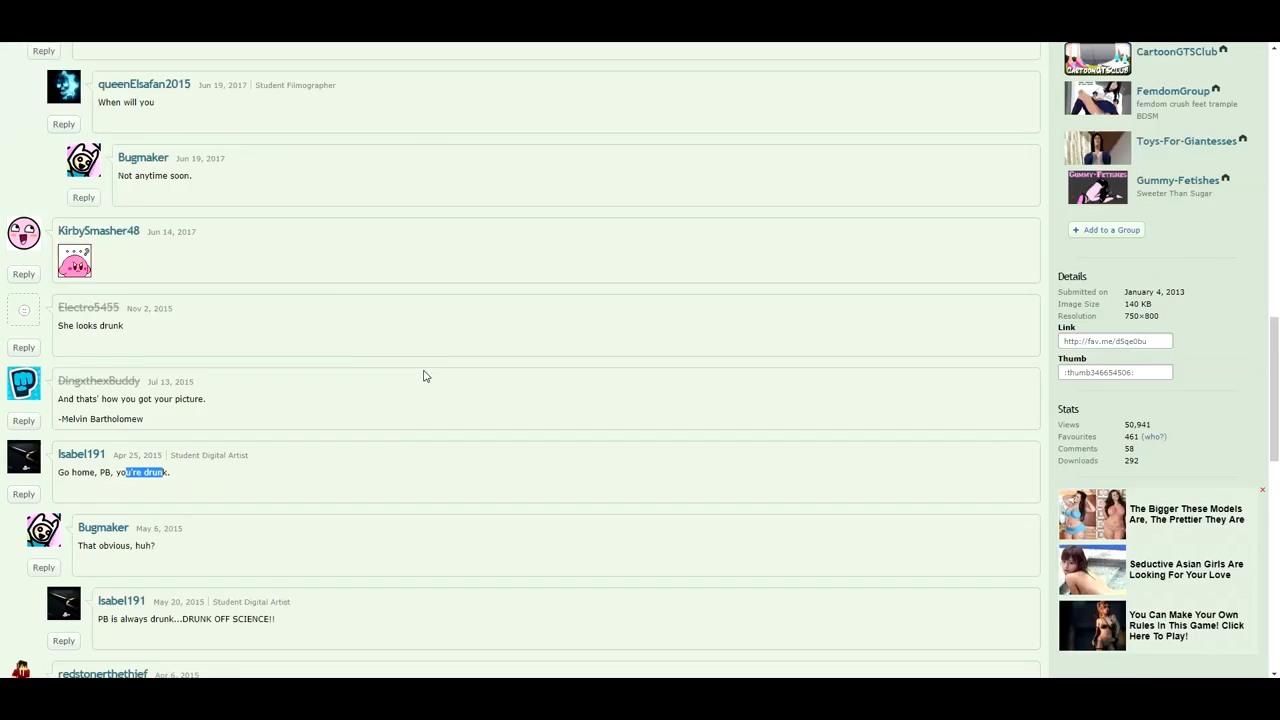 Reply
queenElsafan2015 Jun 19, 2017 Student Filmographer
When will you
Reply
Bugmaker Jun 19, 2017
Not anytime soon.
Reply
KirbySmasher48 Jun 14, 2017
Reply
Electro5455 Nov 2, 2015
She looks drunk
Reply
DingxthexBuddy Jul 13, 2015
And thats' how you got your picture.
-Melvin Bartholomew
Reply
Isabel191 Apr 25, 2015 Student Digital Artist
Go home, PB, you're drunk.
Reply
Bugmaker May 6, 2015
That obvious, huh?
Reply
Isabel191 May 20, 2015 Student Digital Artist
PB is always drunk...DRUNK OFF SCIENCE!!
Reply
redstonerthethief Apr 6, 2015
CARTOONGTSCLUB
CartoonGTSClub
FemdomGroup
femdom crush feet trample
BDSM
Toys-For-Giantesses
GUMMY-FETISHES
Gummy-Fetishes
Sweeter Than Sugar
+ Add to a Group
Details
Submitted on January 4, 2013
Image Size 140 KB
Resolution 750×800
Link
http://fav.me/d5qe0bu
Thumb
:thumb346654506:
Stats
Views 50,941
Favourites 461 (who?)
Comments 58
Downloads 292
The Bigger These Models
Are, The Prettier They Are
Seductive Asian Girls Are
Looking For Your Love
You Can Make Your Own
Rules In This Game! Click
Here To Play!